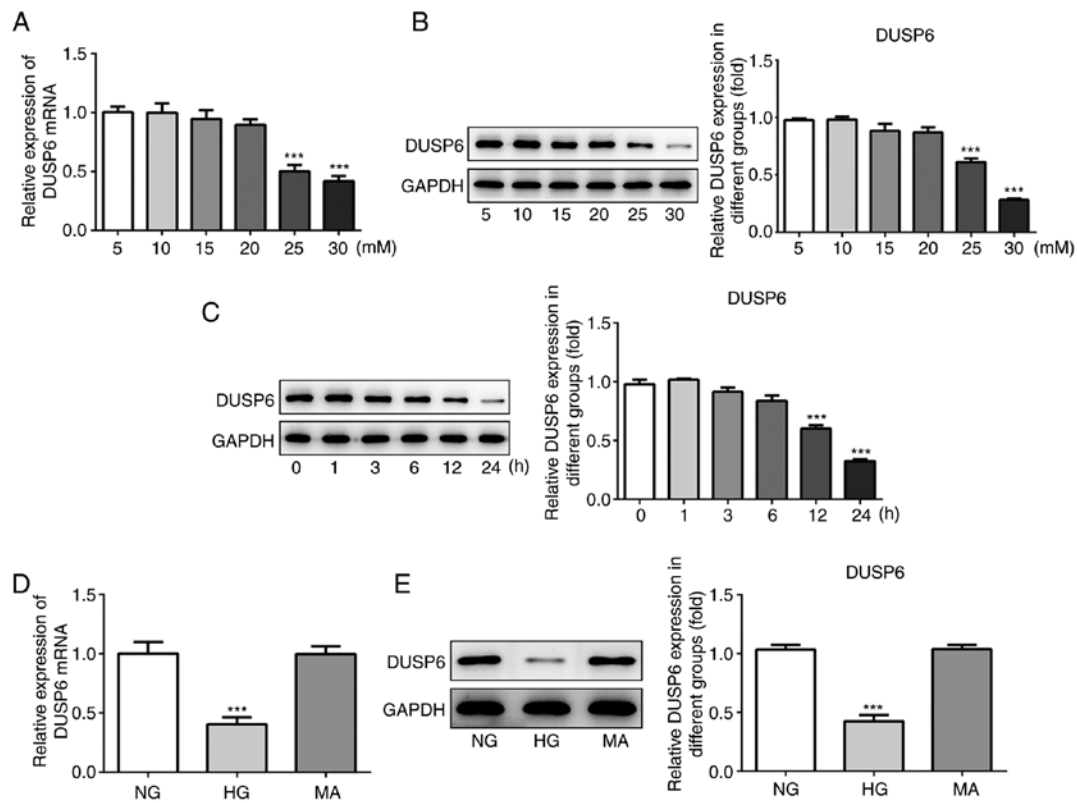 A
Relative expression of
DUSP6 mRNA
1.5
1.0
0.5
0.0
*** ***
5 10 15 20 25 30 (mM)
B
DUSP6
GAPDH
5 10 15 20 25 30
DUSP6
Relative DUSP6 expression in
different groups (fold)
1.5
1.0
0.5
0.0
***
***
5 10 15 20 25 30 (mM)
C
DUSP6
GAPDH
0 1 3 6 12 24 (h)
DUSP6
Relative DUSP6 expression in
different groups (fold)
1.5
1.0
0.5
0.0
***
***
0 1 3 6 12 24 (h)
D
Relative expression of
DUSP6 mRNA
1.5
1.0
0.5
0.0
***
NG HG MA
E
DUSP6
GAPDH
NG HG MA
DUSP6
Relative DUSP6 expression in
different groups (fold)
1.5
1.0
0.5
0.0
***
NG HG MA